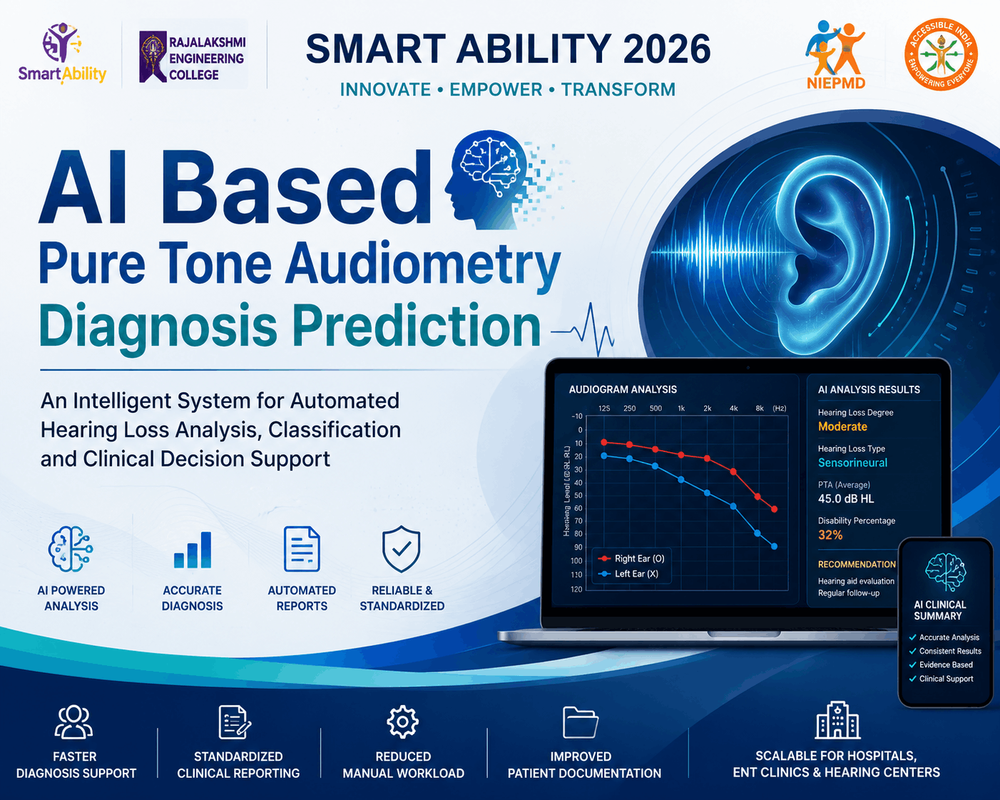 SmartAbility
RAJALAKSHMI
ENGINEERING
COLLEGE
SMART ABILITY 2026
INNOVATE • EMPOWER • TRANSFORM
NIEPMD
ACCESSIBLE INDIA
EMPOWERING EVERYONE
AI Based
Pure Tone Audiometry
Diagnosis Prediction
An Intelligent System for Automated
Hearing Loss Analysis, Classification
and Clinical Decision Support
AI POWERED
ANALYSIS
ACCURATE
DIAGNOSIS
AUTOMATED
REPORTS
RELIABLE &
STANDARDIZED
AUDIOGRAM ANALYSIS
125 250 500 1k 2k 4k 8k (Hz)
-10
0
10
20
30
40
50
60
70
80
90
100
110
120
Right Ear (O)
Left Ear (X)
AI ANALYSIS RESULTS
Hearing Loss Degree
Moderate
Hearing Loss Type
Sensorineural
PTA (Average)
45.0 dB HL
Disability Percentage
32%
RECOMMENDATION
Hearing aid evaluation
Regular follow-up
AI CLINICAL
SUMMARY
Accurate Analysis
Consistent Results
Evidence Based
Clinical Support
FASTER
DIAGNOSIS SUPPORT
STANDARDIZED
CLINICAL REPORTING
REDUCED
MANUAL WORKLOAD
IMPROVED
PATIENT DOCUMENTATION
SCALABLE FOR HOSPITALS,
ENT CLINICS & HEARING CENTERS